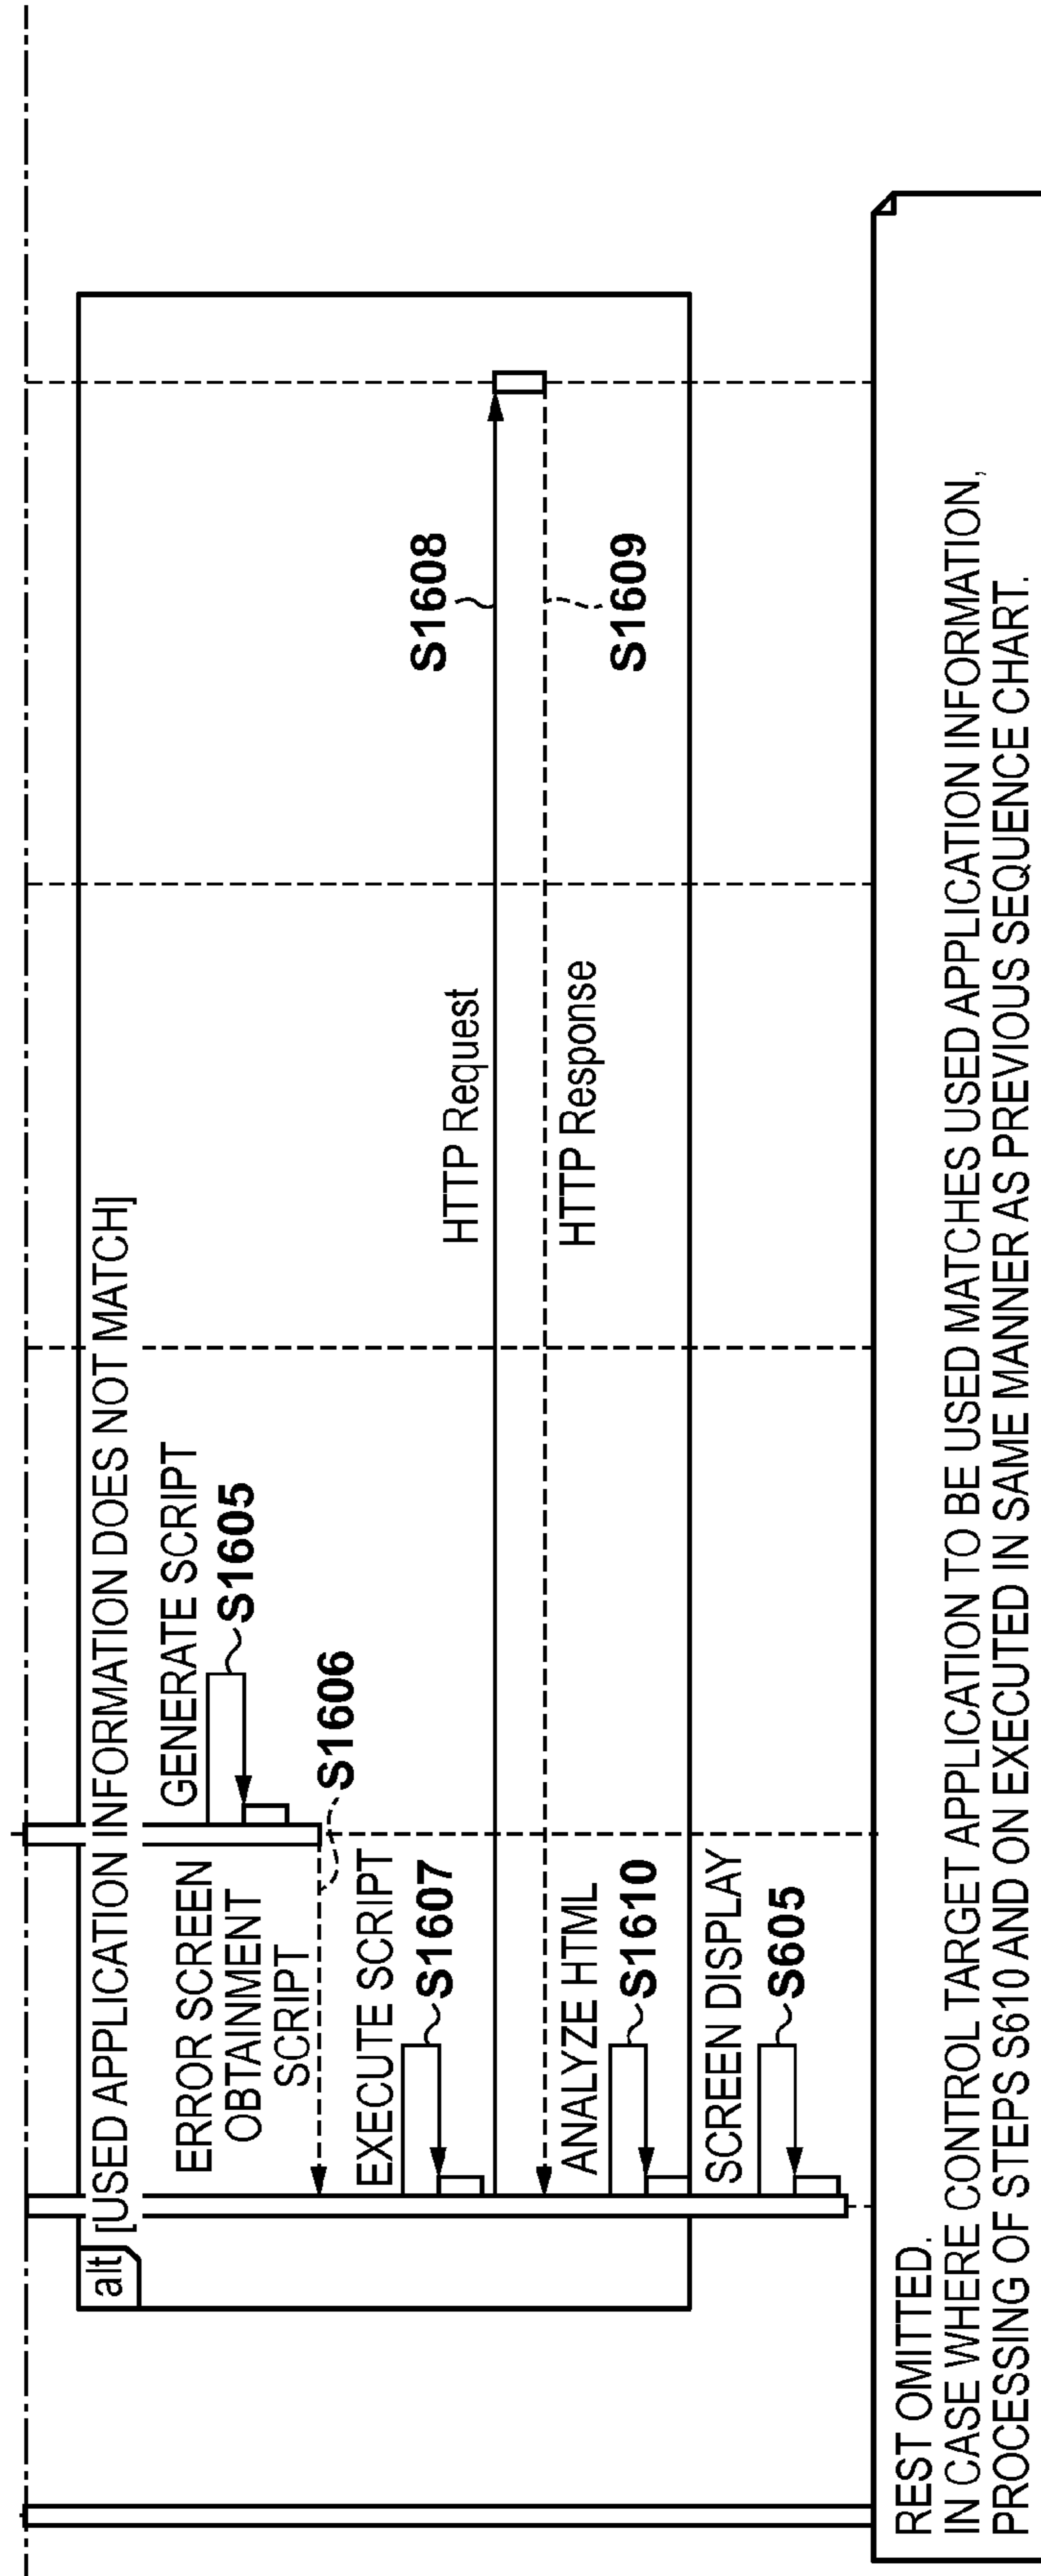 alt
[USED APPLICATION INFORMATION DOES NOT MATCH]
GENERATE SCRIPT
S1605
ERROR SCREEN
OBTAINMENT
SCRIPT
S1606
EXECUTE SCRIPT
S1607
HTTP Request
S1608
HTTP Response
S1609
ANALYZE HTML
S1610
SCREEN DISPLAY
S605
REST OMITTED.
IN CASE WHERE CONTROL TARGET APPLICATION TO BE USED MATCHES USED APPLICATION INFORMATION,
PROCESSING OF STEPS S610 AND ON EXECUTED IN SAME MANNER AS PREVIOUS SEQUENCE CHART.